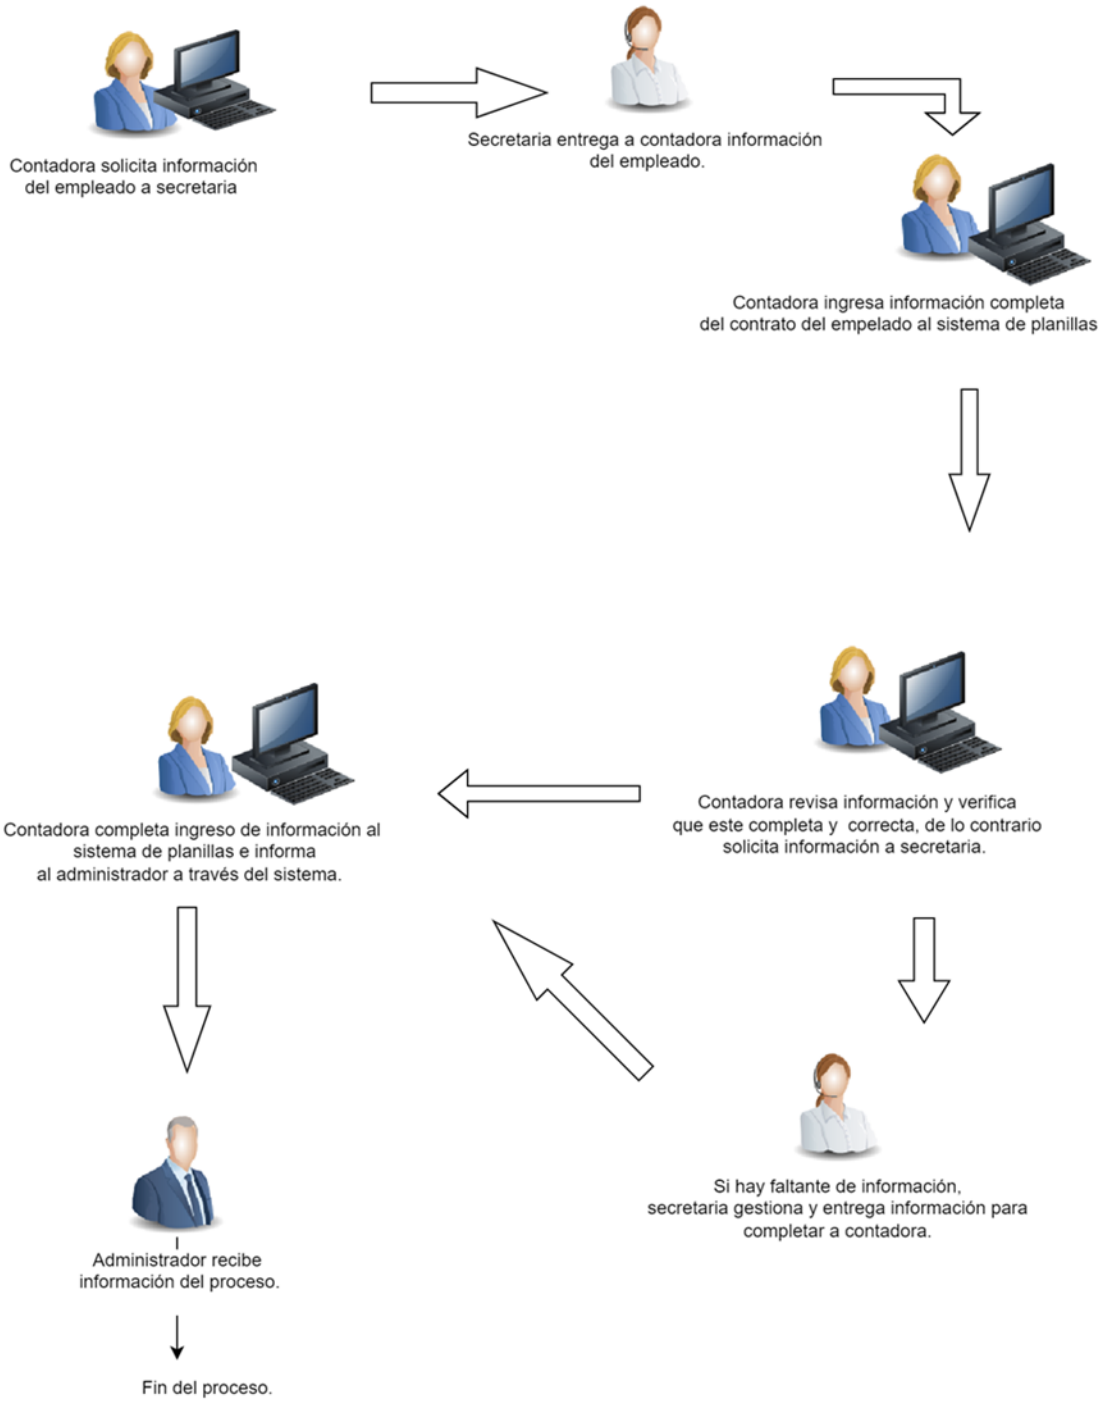 Contadora solicita información
del empleado a secretaria
Secretaria entrega a contadora información
del empleado.
Contadora ingresa información completa
del contrato del empelado al sistema de planillas
Contadora revisa información y verifica
que este completa y correcta, de lo contrario
solicita información a secretaria.
Contadora completa ingreso de información al
sistema de planillas e informa
al administrador a través del sistema.
Si hay faltante de información,
secretaria gestiona y entrega información para
completar a contadora.
Administrador recibe
información del proceso.
Fin del proceso.